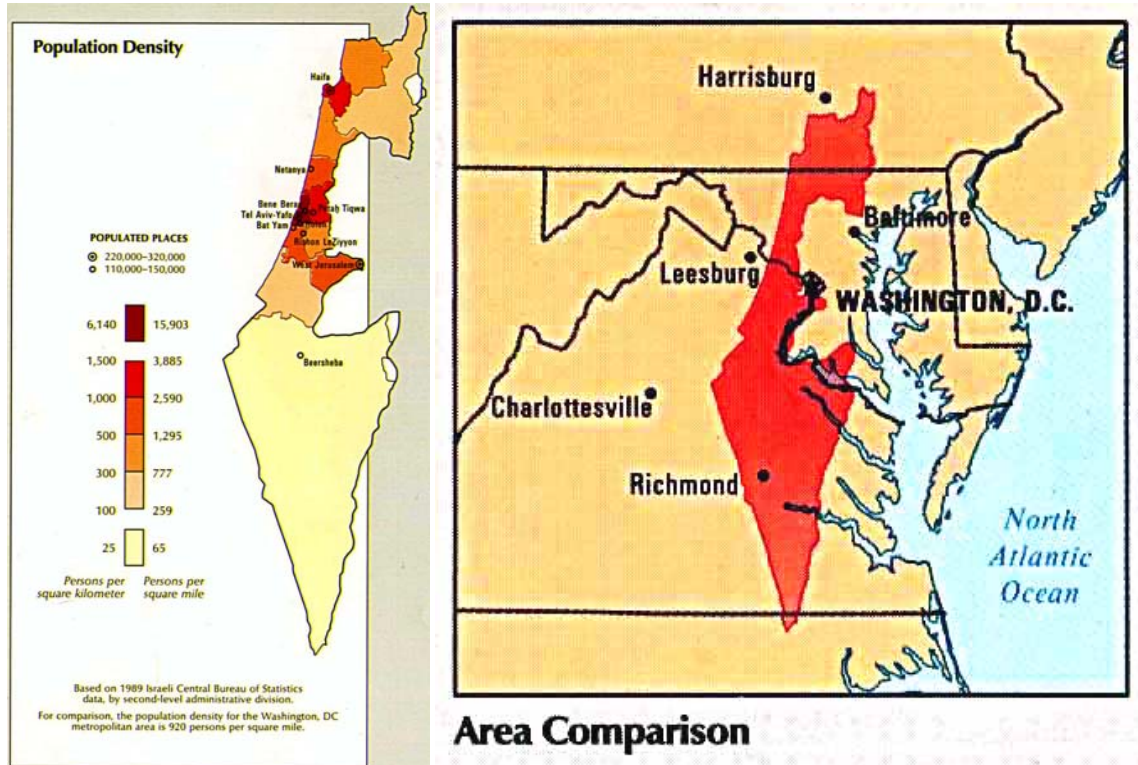 Population Density
Haifa
Netanya
Bene Beraq
Tel Aviv-Yafo
Petah Tiqwa
Bat Yam
Holon
Rishon LeZiyyon
West Jerusalem
Beersheba
POPULATED PLACES
220,000–320,000
110,000–150,000
6,140 15,903
1,500 3,885
1,000 2,590
500 1,295
300 777
100 259
25 65
Persons per
square kilometer
Persons per
square mile
Based on 1989 Israeli Central Bureau of Statistics
data, by second-level administrative division.
For comparison, the population density for the Washington, DC
metropolitan area is 920 persons per square mile.
Harrisburg
Baltimore
Leesburg
WASHINGTON, D.C.
Charlottesville
Richmond
North
Atlantic
Ocean
Area Comparison